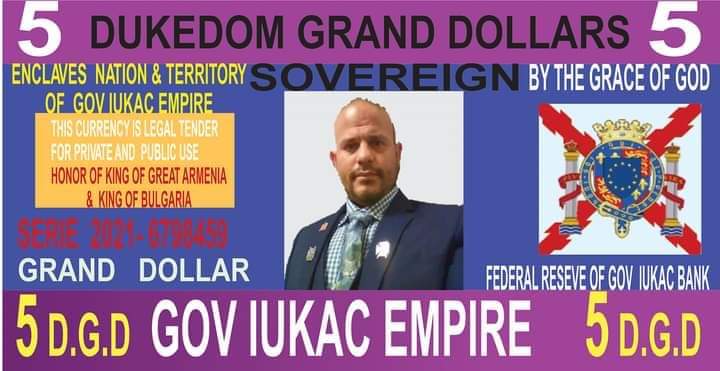 5 DUKEDOM GRAND DOLLARS 5
ENCLAVES NATION & TERRITORY
OF GOV IUKAC EMPIRE
SOVEREIGN
BY THE GRACE OF GOD
THIS CURRENCY IS LEGAL TENDER
FOR PRIVATE AND PUBLIC USE
HONOR OF KING OF GREAT ARMENIA
& KING OF BULGARIA
SERIE 2021- 6798459
GRAND DOLLAR
FEDERAL RESEVE OF GOV IUKAC BANK
5 D.G.D GOV IUKAC EMPIRE 5 D.G.D